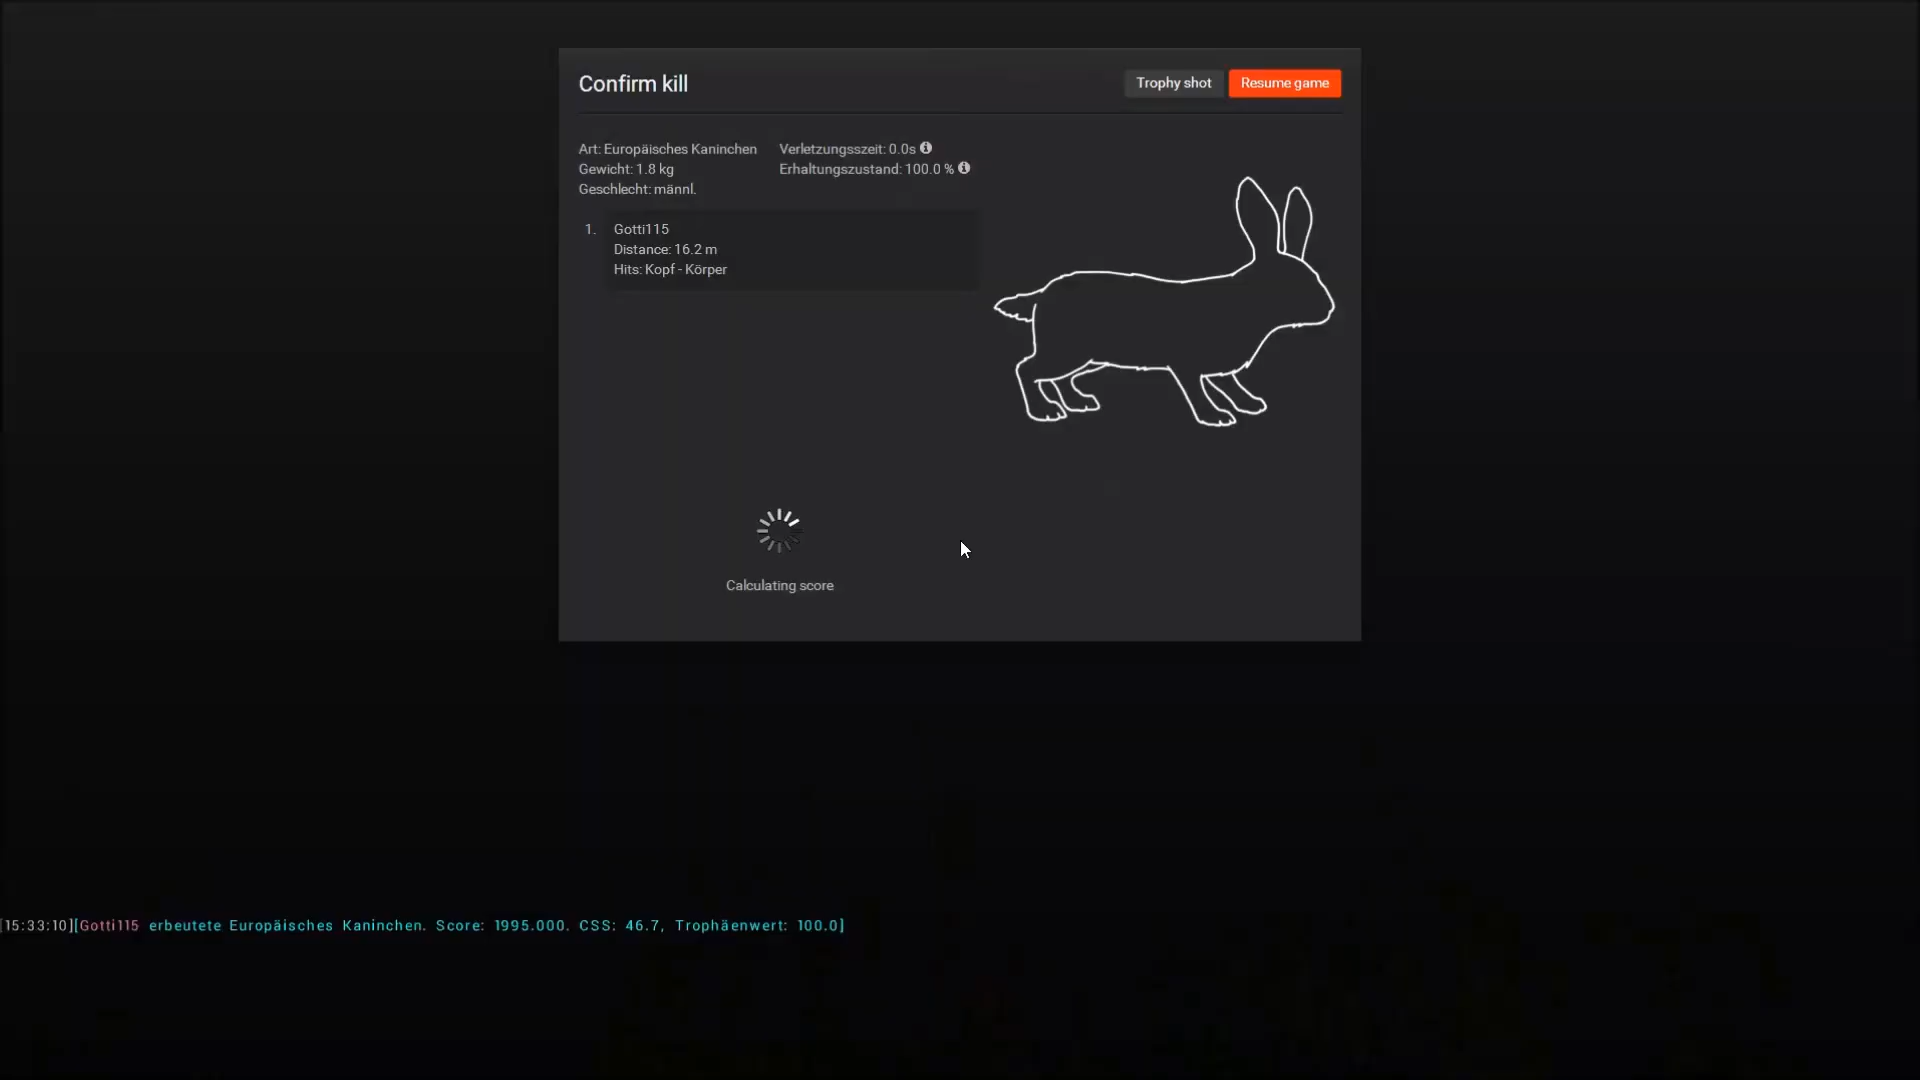 Confirm kill
Trophy shot
Resume game
Art: Europäisches Kaninchen
Gewicht: 1.8 kg
Geschlecht: männl.
Verletzungsszeit: 0.0s
Erhaltungszustand: 100.0 %
1. Gotti115
Distance: 16.2 m
Hits: Kopf - Körper
Calculating score
[15:33:10][Gotti115 erbeutete Europäisches Kaninchen. Score: 1995.000. CSS: 46.7, Trophäenwert: 100.0]